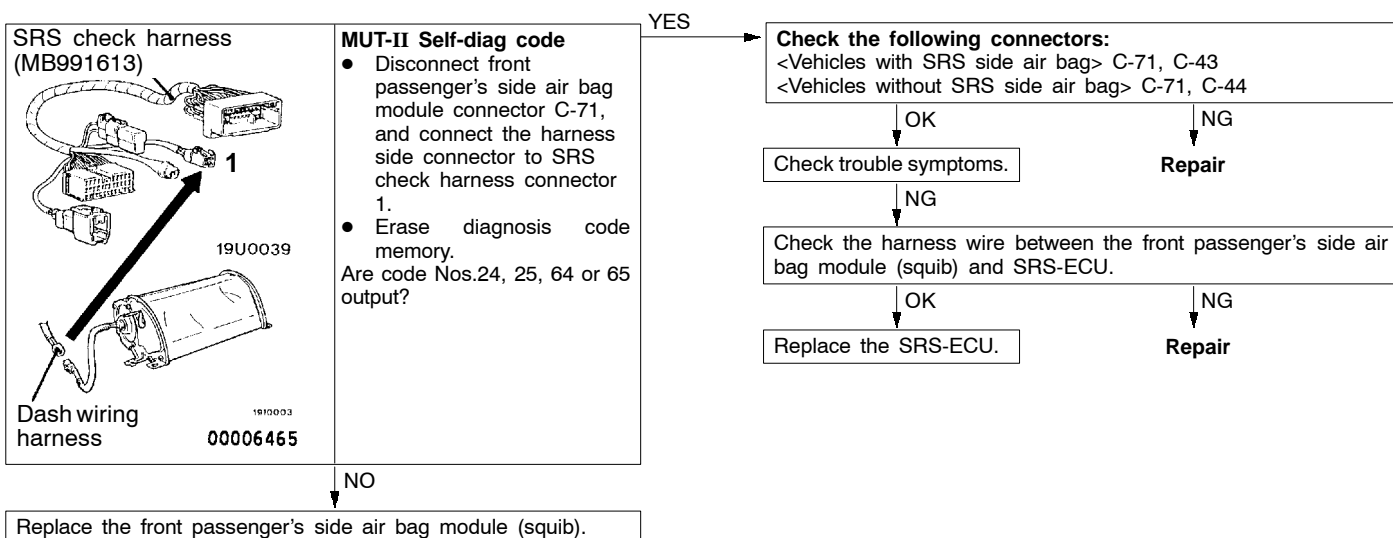 SRS check harness
(MB991613)
1
19U0039
Dash wiring
harness
19I0003
00006465
MUT-II Self-diag code
● Disconnect front
passenger's side air bag
module connector C-71,
and connect the harness
side connector to SRS
check harness connector
1.
● Erase diagnosis code
memory.
Are code Nos.24, 25, 64 or 65
output?
YES
Check the following connectors:
<Vehicles with SRS side air bag> C-71, C-43
<Vehicles without SRS side air bag> C-71, C-44
OK
NG
Check trouble symptoms.
Repair
NG
Check the harness wire between the front passenger's side air
bag module (squib) and SRS-ECU.
OK
NG
Replace the SRS-ECU.
Repair
NO
Replace the front passenger's side air bag module (squib).